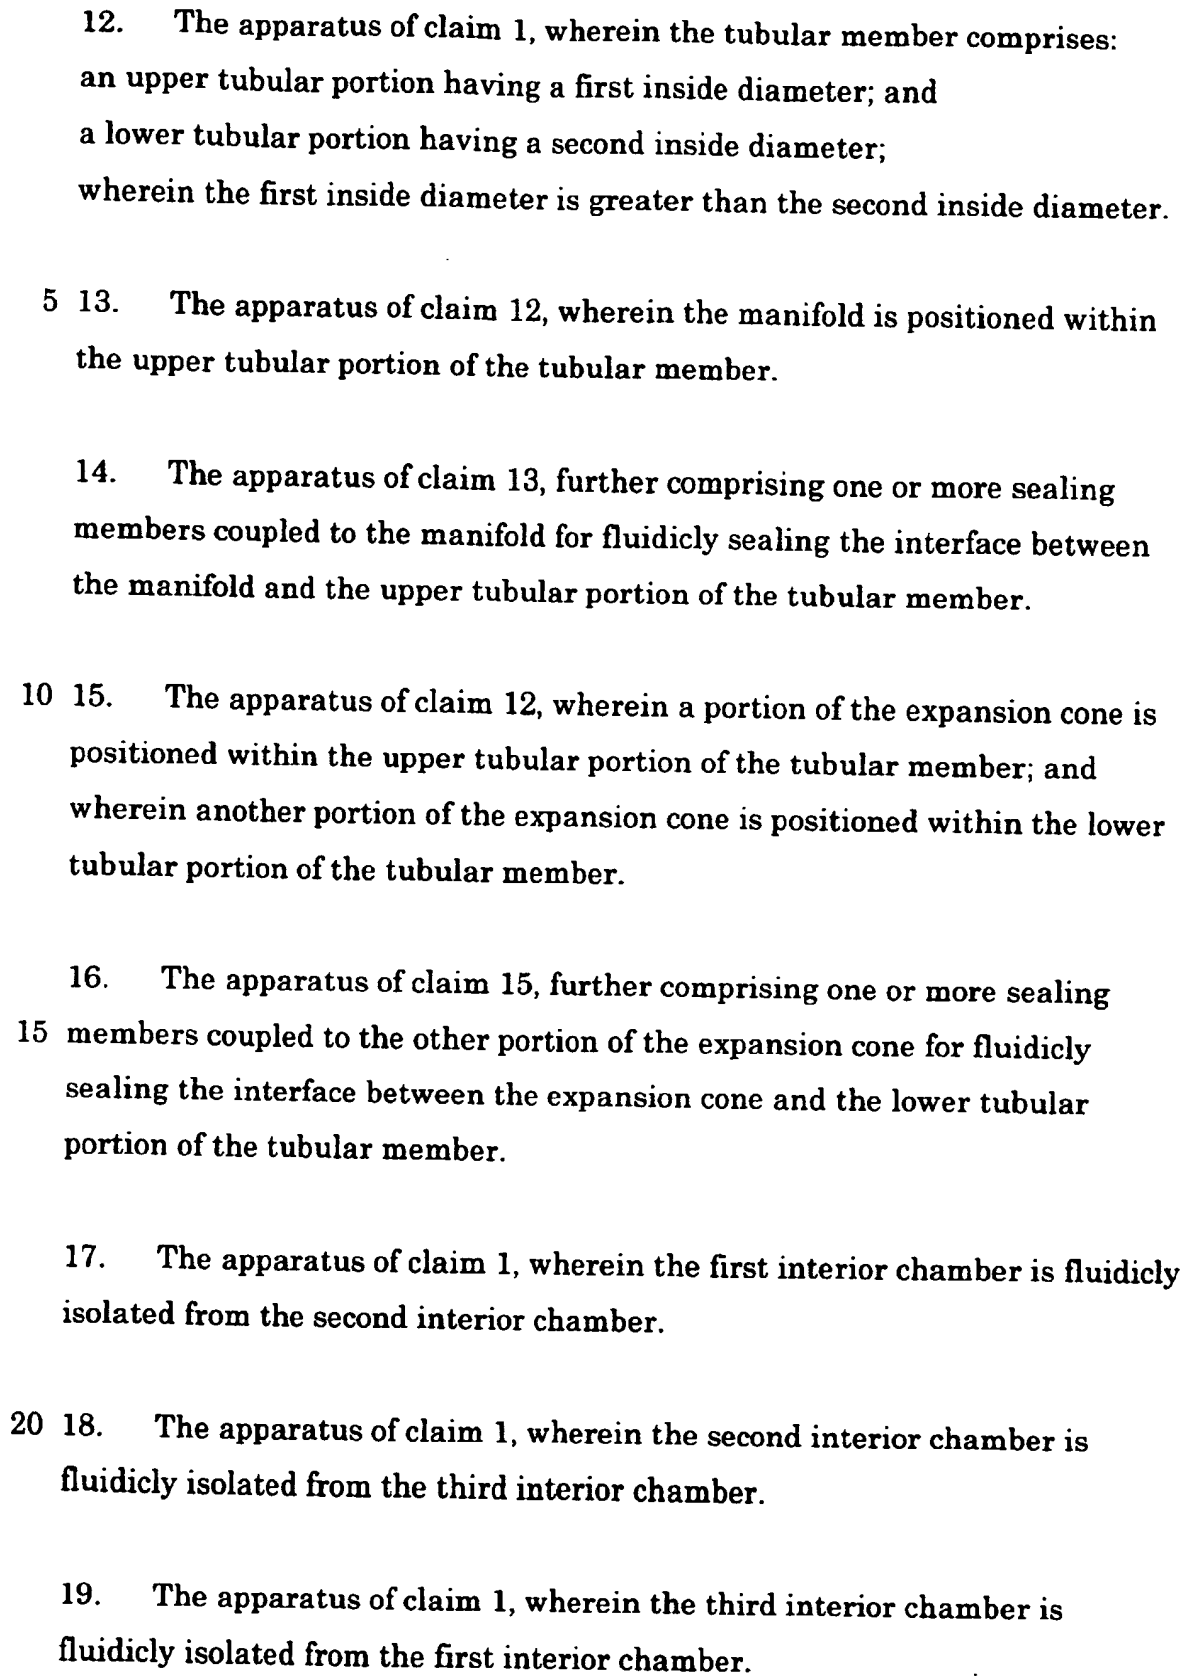 12. The apparatus of claim 1, wherein the tubular member comprises:
an upper tubular portion having a first inside diameter; and
a lower tubular portion having a second inside diameter;
wherein the first inside diameter is greater than the second inside diameter.
5 13. The apparatus of claim 12, wherein the manifold is positioned within
the upper tubular portion of the tubular member.
14. The apparatus of claim 13, further comprising one or more sealing
members coupled to the manifold for fluidicly sealing the interface between
the manifold and the upper tubular portion of the tubular member.
10 15. The apparatus of claim 12, wherein a portion of the expansion cone is
positioned within the upper tubular portion of the tubular member; and
wherein another portion of the expansion cone is positioned within the lower
tubular portion of the tubular member.
16. The apparatus of claim 15, further comprising one or more sealing
15 members coupled to the other portion of the expansion cone for fluidicly
sealing the interface between the expansion cone and the lower tubular
portion of the tubular member.
17. The apparatus of claim 1, wherein the first interior chamber is fluidicly
isolated from the second interior chamber.
20 18. The apparatus of claim 1, wherein the second interior chamber is
fluidicly isolated from the third interior chamber.
19. The apparatus of claim 1, wherein the third interior chamber is
fluidicly isolated from the first interior chamber.